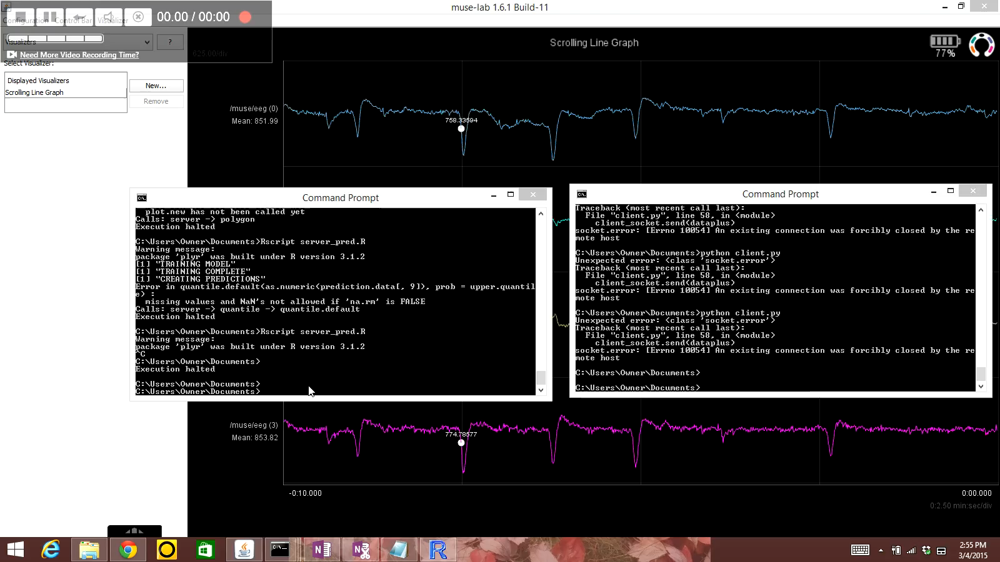 muse-lab 1.6.1 Build-11
00.00 / 00:00
Configuration Control Bar Visualizer
Visualizers
?
Need More Video Recording Time?
Select Visualizer:
Displayed Visualizers
Scrolling Line Graph
New...
Remove
625.00/div
Scrolling Line Graph
77%
/muse/eeg (0)
Mean: 851.99
758.33594
Command Prompt
plot.new has not been called yet
Calls: server -> polygon
Execution halted
C:\Users\Owner\Documents>Rscript server_pred.R
Warning message:
package 'plyr' was built under R version 3.1.2
[1] "TRAINING MODEL"
[1] "TRAINING COMPLETE"
[1] "CREATING PREDICTIONS"
Error in quantile.default(as.numeric(prediction.data[, 9]), prob = upper.quantil
e) :
missing values and NaN's not allowed if 'na.rm' is FALSE
Calls: server -> quantile -> quantile.default
Execution halted
C:\Users\Owner\Documents>Rscript server_pred.R
Warning message:
package 'plyr' was built under R version 3.1.2
^C
C:\Users\Owner\Documents>
Execution halted
C:\Users\Owner\Documents>
C:\Users\Owner\Documents>
Command Prompt
Traceback (most recent call last):
File "client.py", line 58, in <module>
client_socket.send(dataplus)
socket.error: [Errno 10054] An existing connection was forcibly closed by the re
mote host
C:\Users\Owner\Documents>python client.py
Unexpected error: <class 'socket.error'>
Traceback (most recent call last):
File "client.py", line 58, in <module>
client_socket.send(dataplus)
socket.error: [Errno 10054] An existing connection was forcibly closed by the re
mote host
C:\Users\Owner\Documents>python client.py
Unexpected error: <class 'socket.error'>
Traceback (most recent call last):
File "client.py", line 58, in <module>
client_socket.send(dataplus)
socket.error: [Errno 10054] An existing connection was forcibly closed by the re
mote host
C:\Users\Owner\Documents>
C:\Users\Owner\Documents>
/muse/eeg (3)
Mean: 853.82
774.78577
-0:10.000
0:00.000
0:2.50 min:sec/div
2:55 PM
3/4/2015